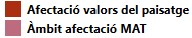 Afectació valors del paisatge
Àmbit afectació MAT